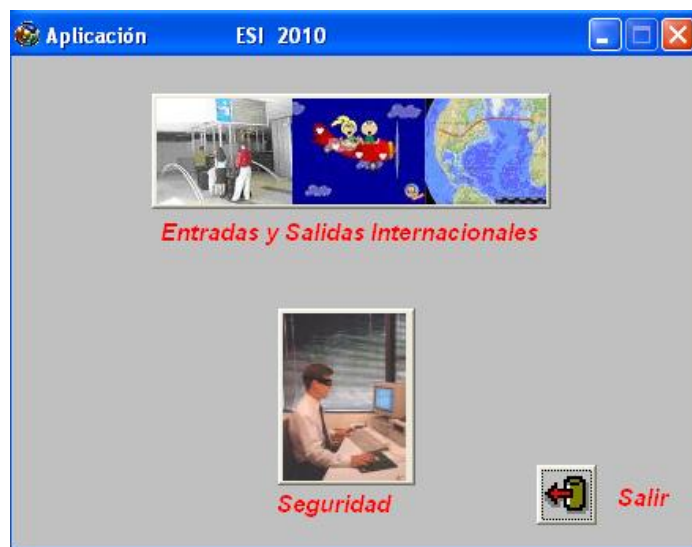 Aplicación ESI 2010
Entradas y Salidas Internacionales
Seguridad
Salir